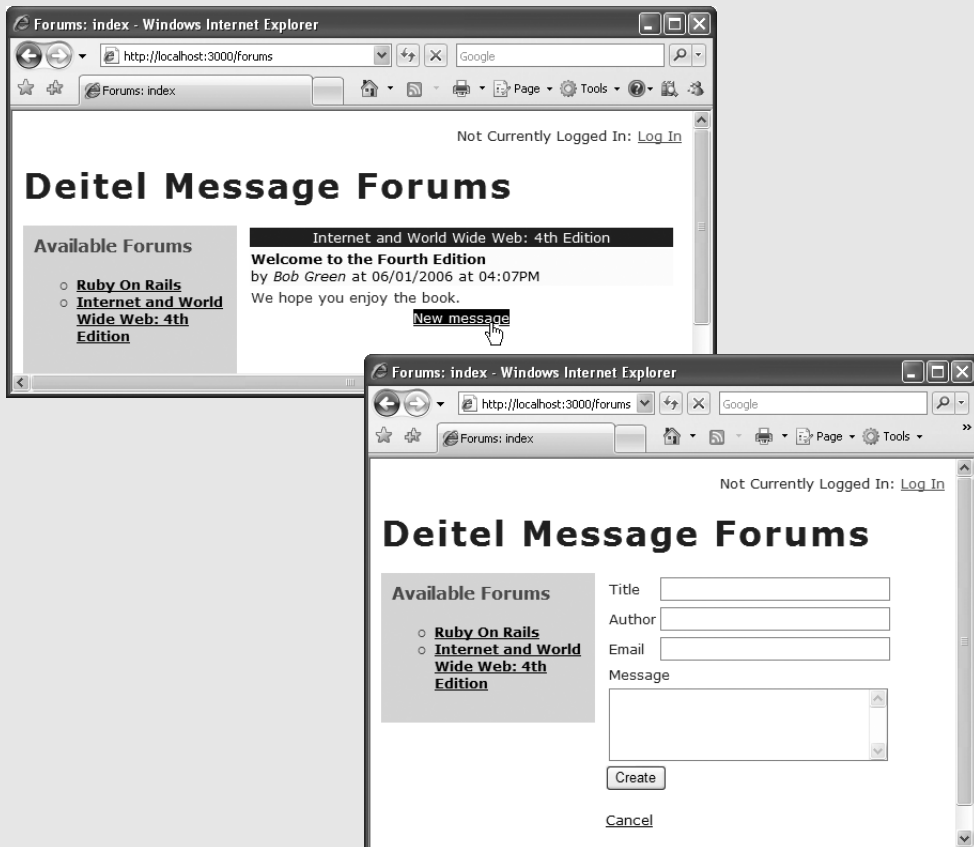 Forums: index - Windows Internet Explorer
http://localhost:3000/forums
Google
Forums: index
Page
Tools
Not Currently Logged In: Log In
Deitel Message Forums
Available Forums
Ruby On Rails
Internet and World
Wide Web: 4th
Edition
Internet and World Wide Web: 4th Edition
Welcome to the Fourth Edition
by Bob Green at 06/01/2006 at 04:07PM
We hope you enjoy the book.
New message
Forums: index - Windows Internet Explorer
http://localhost:3000/forums
Google
Forums: index
Page
Tools
»
Not Currently Logged In: Log In
Deitel Message Forums
Available Forums
Ruby On Rails
Internet and World
Wide Web: 4th
Edition
Title
Author
Email
Message
Create
Cancel